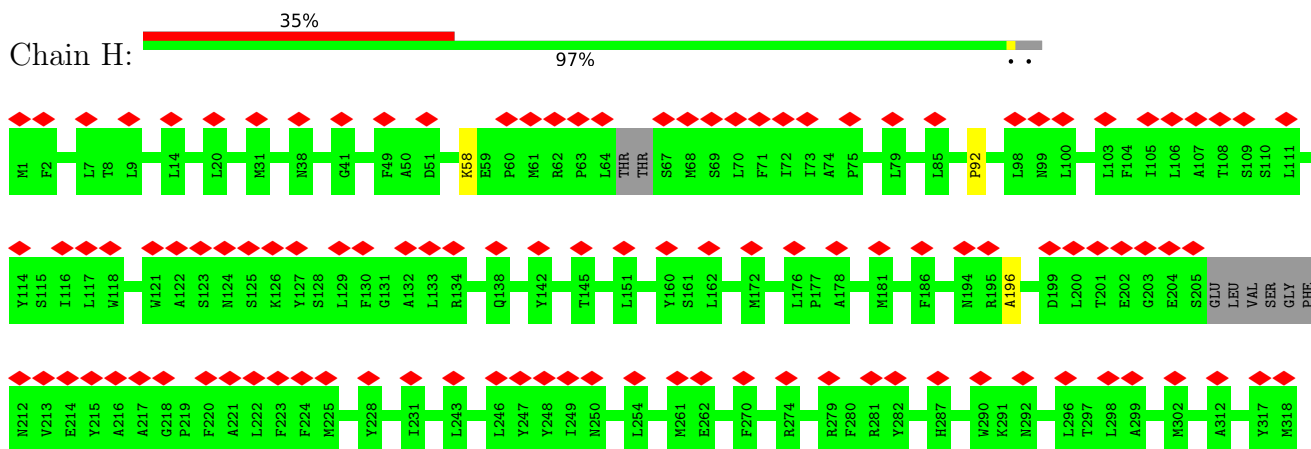 35%
Chain H:
97%
. .
M1 F2 L7 T8 L9 L14 L20 M31 N38 G41 F49 A50 D51 K58 E59 P60 M61 R62 P63 L64 THR THR S67 M68 S69 L70 F71 I72 I73 A74 P75 L79 L85 P92 L98 N99 L100 L103 F104 I105 L106 A107 T108 S109 S110 L111
Y114 S115 I116 L117 W118 W121 A122 S123 N124 S125 K126 Y127 S128 L129 F130 G131 A132 L133 R134 Q138 Y142 T145 L151 Y160 S161 L162 M172 L176 P177 A178 M181 F186 N194 R195 A196 D199 L200 T201 E202 G203 E204 S205 GLU LEU VAL SER GLY PHE
N212 V213 E214 Y215 A216 A217 G218 P219 F220 A221 L222 F223 F224 M225 Y228 I231 L243 L246 Y247 Y248 I249 N250 L254 M261 E262 F270 R274 R279 F280 R281 Y282 H287 W290 K291 N292 L296 T297 L298 A299 M302 A312 Y317 M318